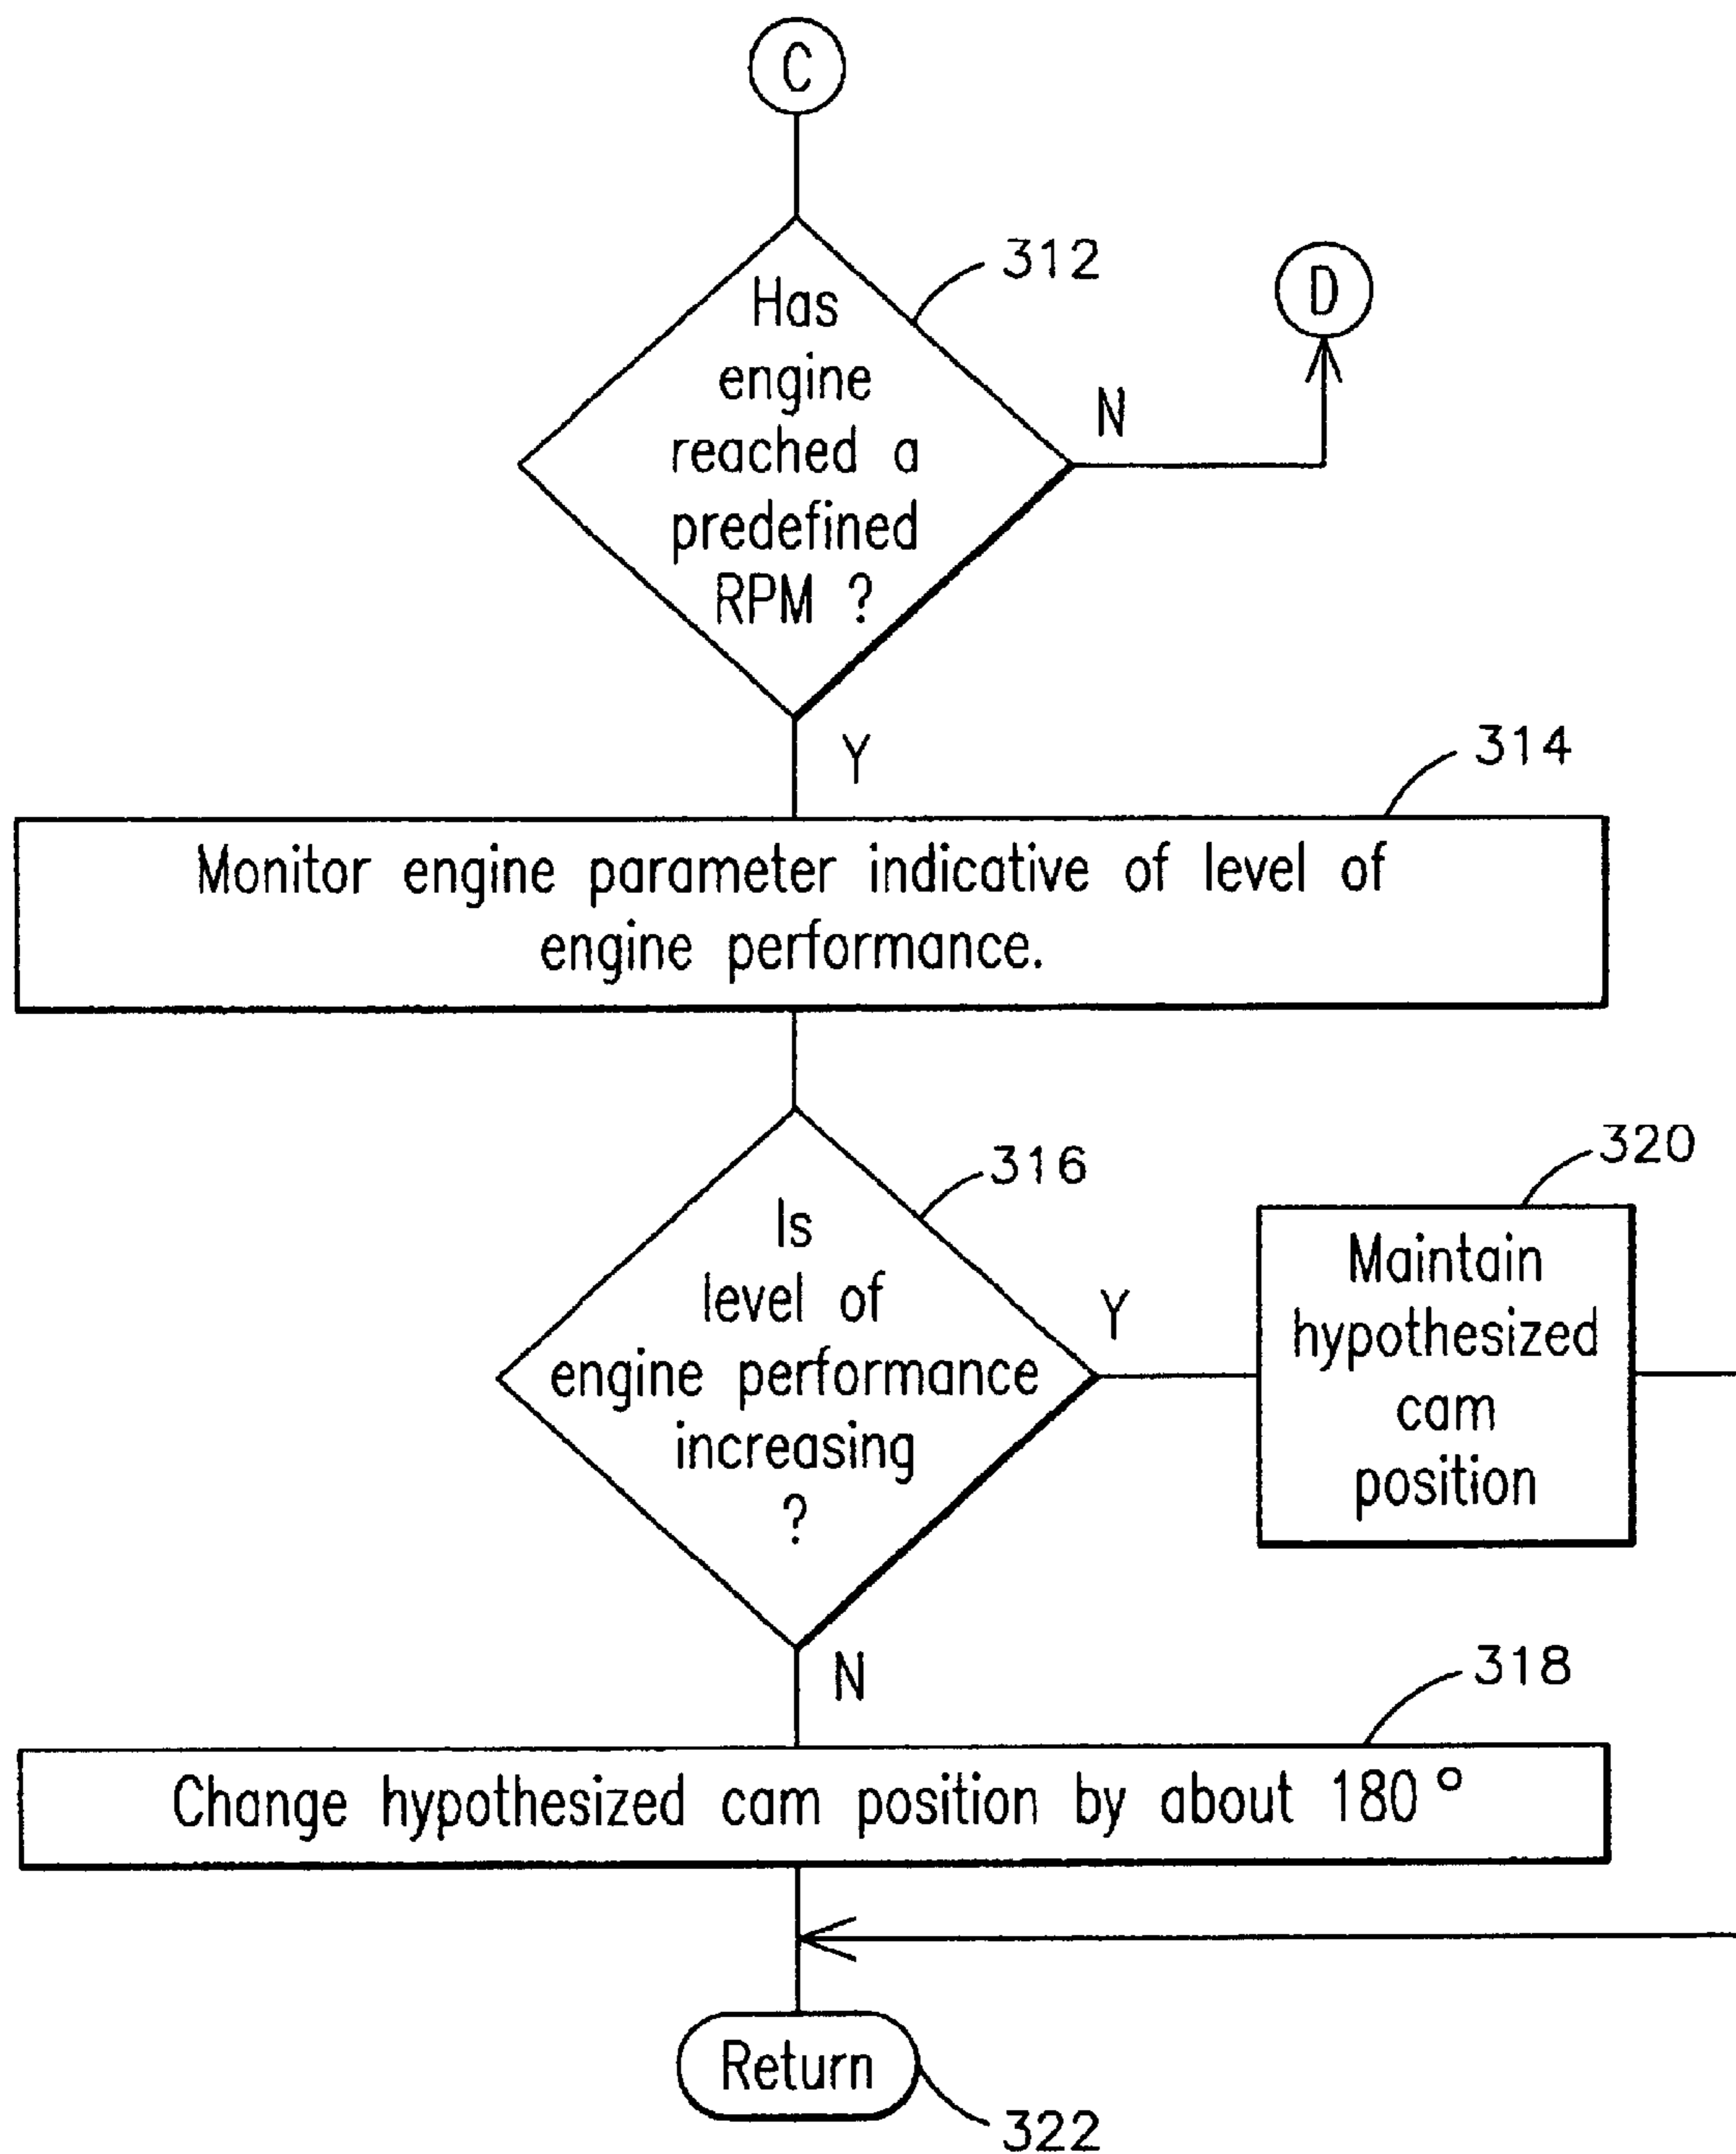 C
312
Has
engine
reached a
predefined
RPM ?
N
D
Y
314
Monitor engine parameter indicative of level of
engine performance.
316
Is
level of
engine performance
increasing
?
Y
320
Maintain
hypothesized
cam
position
N
318
Change hypothesized cam position by about 180°
Return
322